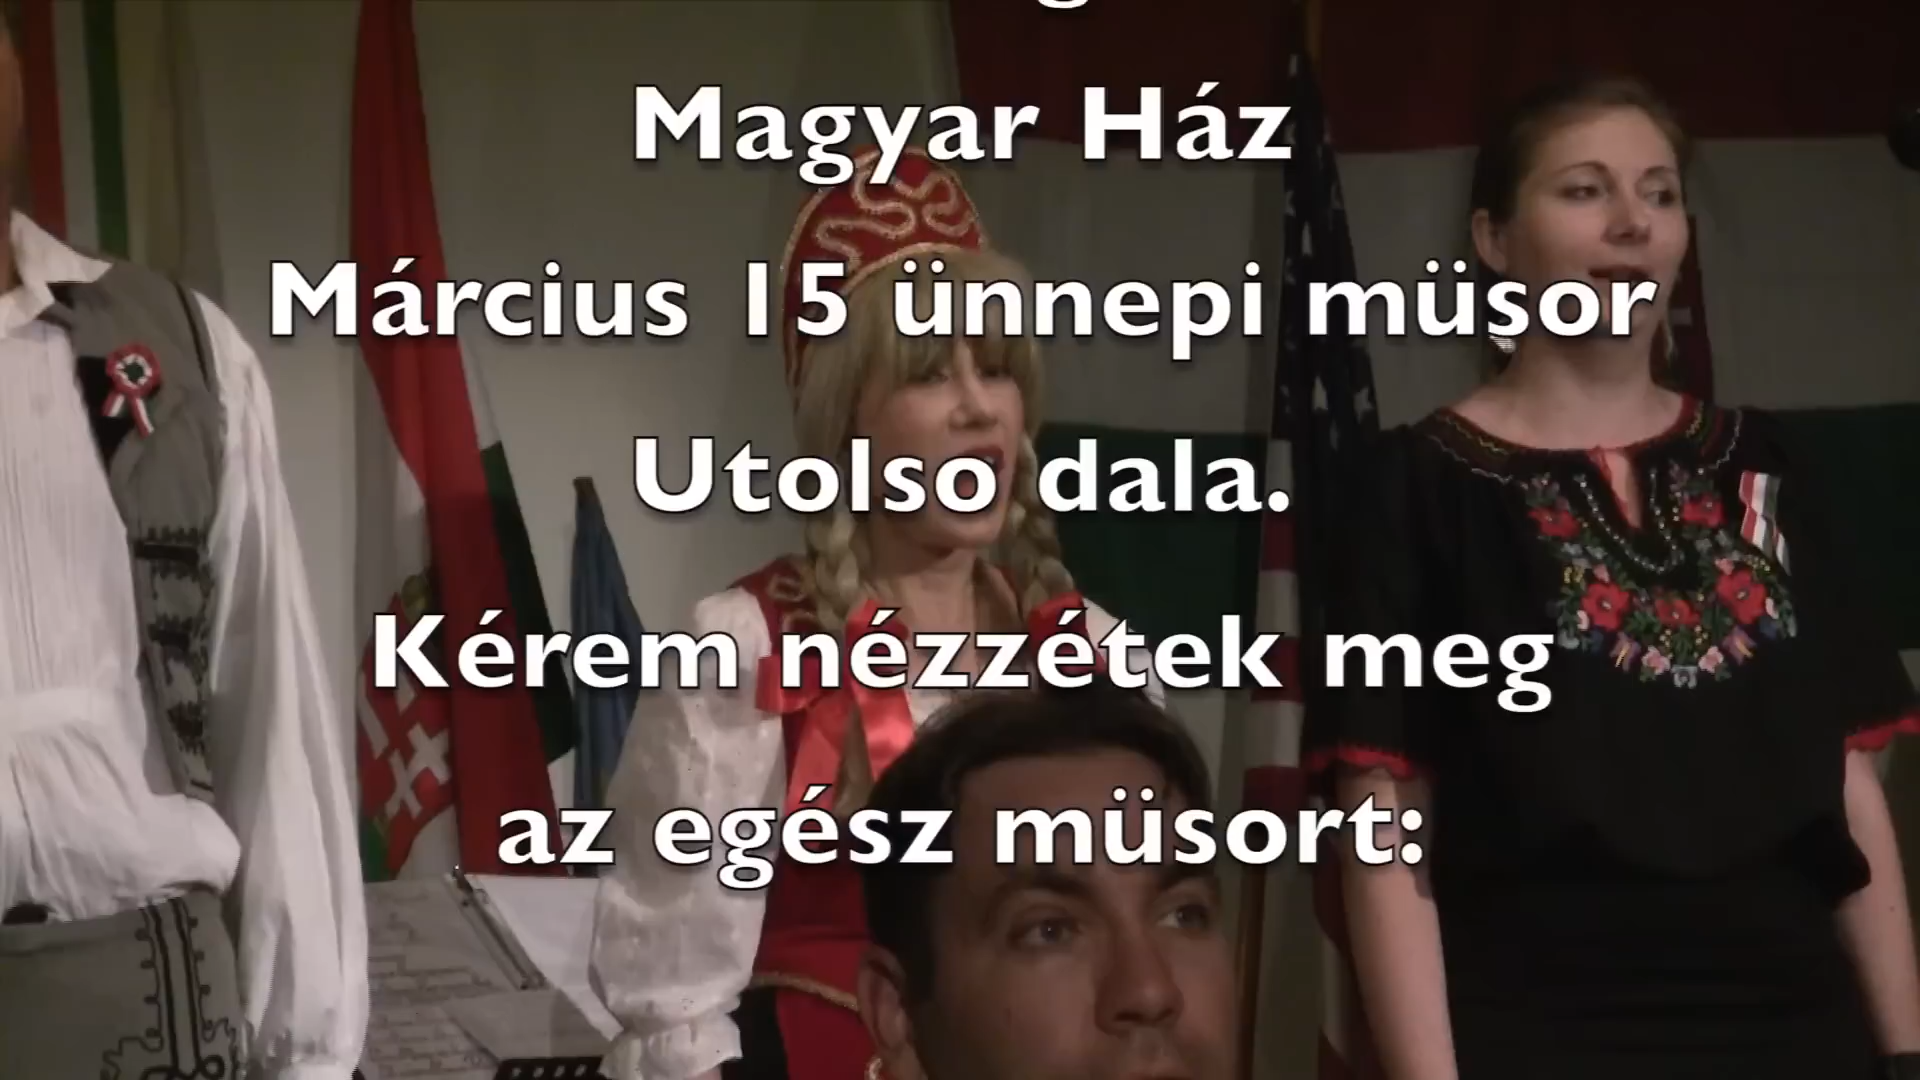 Magyar Ház
Március 15 ünnepi müsor
Utolso dala.
Kérem nézzétek meg
az egész müsort: